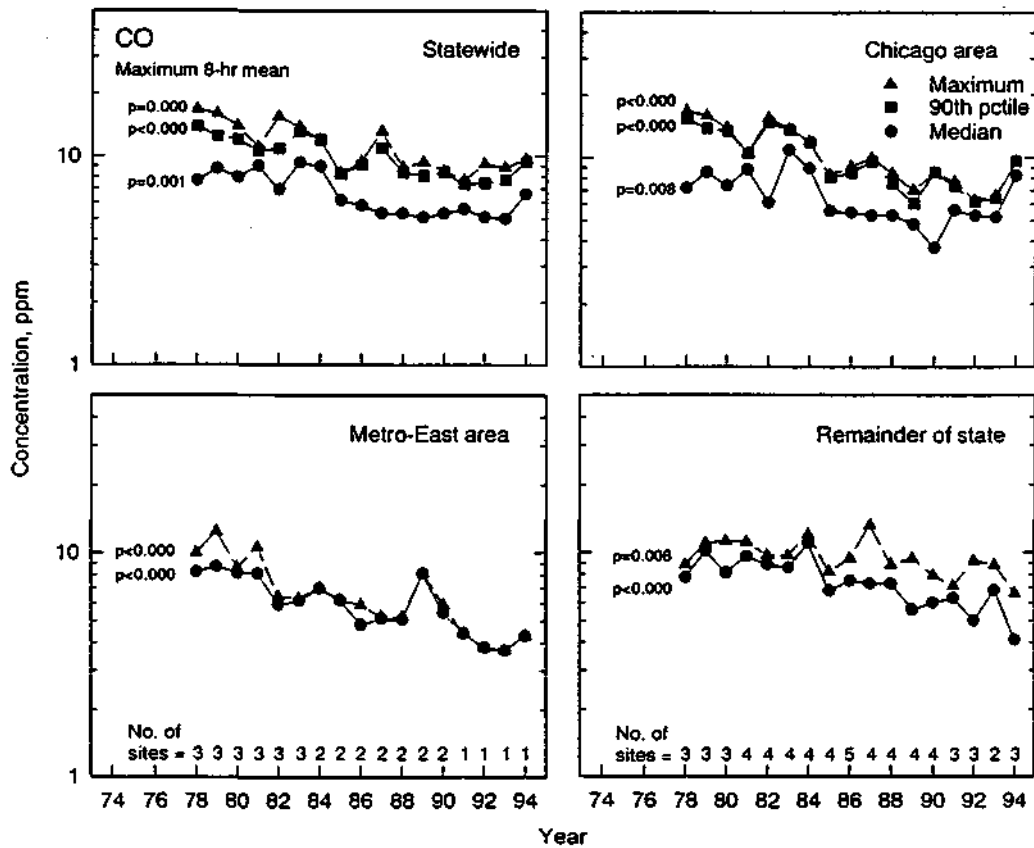 CO
Maximum 8-hr mean
Statewide
p=0.000
p<0.000
p=0.001
10
1
Chicago area
Maximum
90th pctile
Median
p<0.000
p<0.000
p=0.008
Concentration, ppm
Metro-East area
p<0.000
p<0.000
10
1
No. of
sites = 3 3 3 3 3 3 2 2 2 2 2 2 2 1 1 1 1
74 76 78 80 82 84 86 88 90 92 94
Remainder of state
p=0.006
p<0.000
No. of
sites = 3 3 3 4 4 4 4 4 5 4 4 4 4 3 3 2 3
74 76 78 80 82 84 86 88 90 92 94
Year